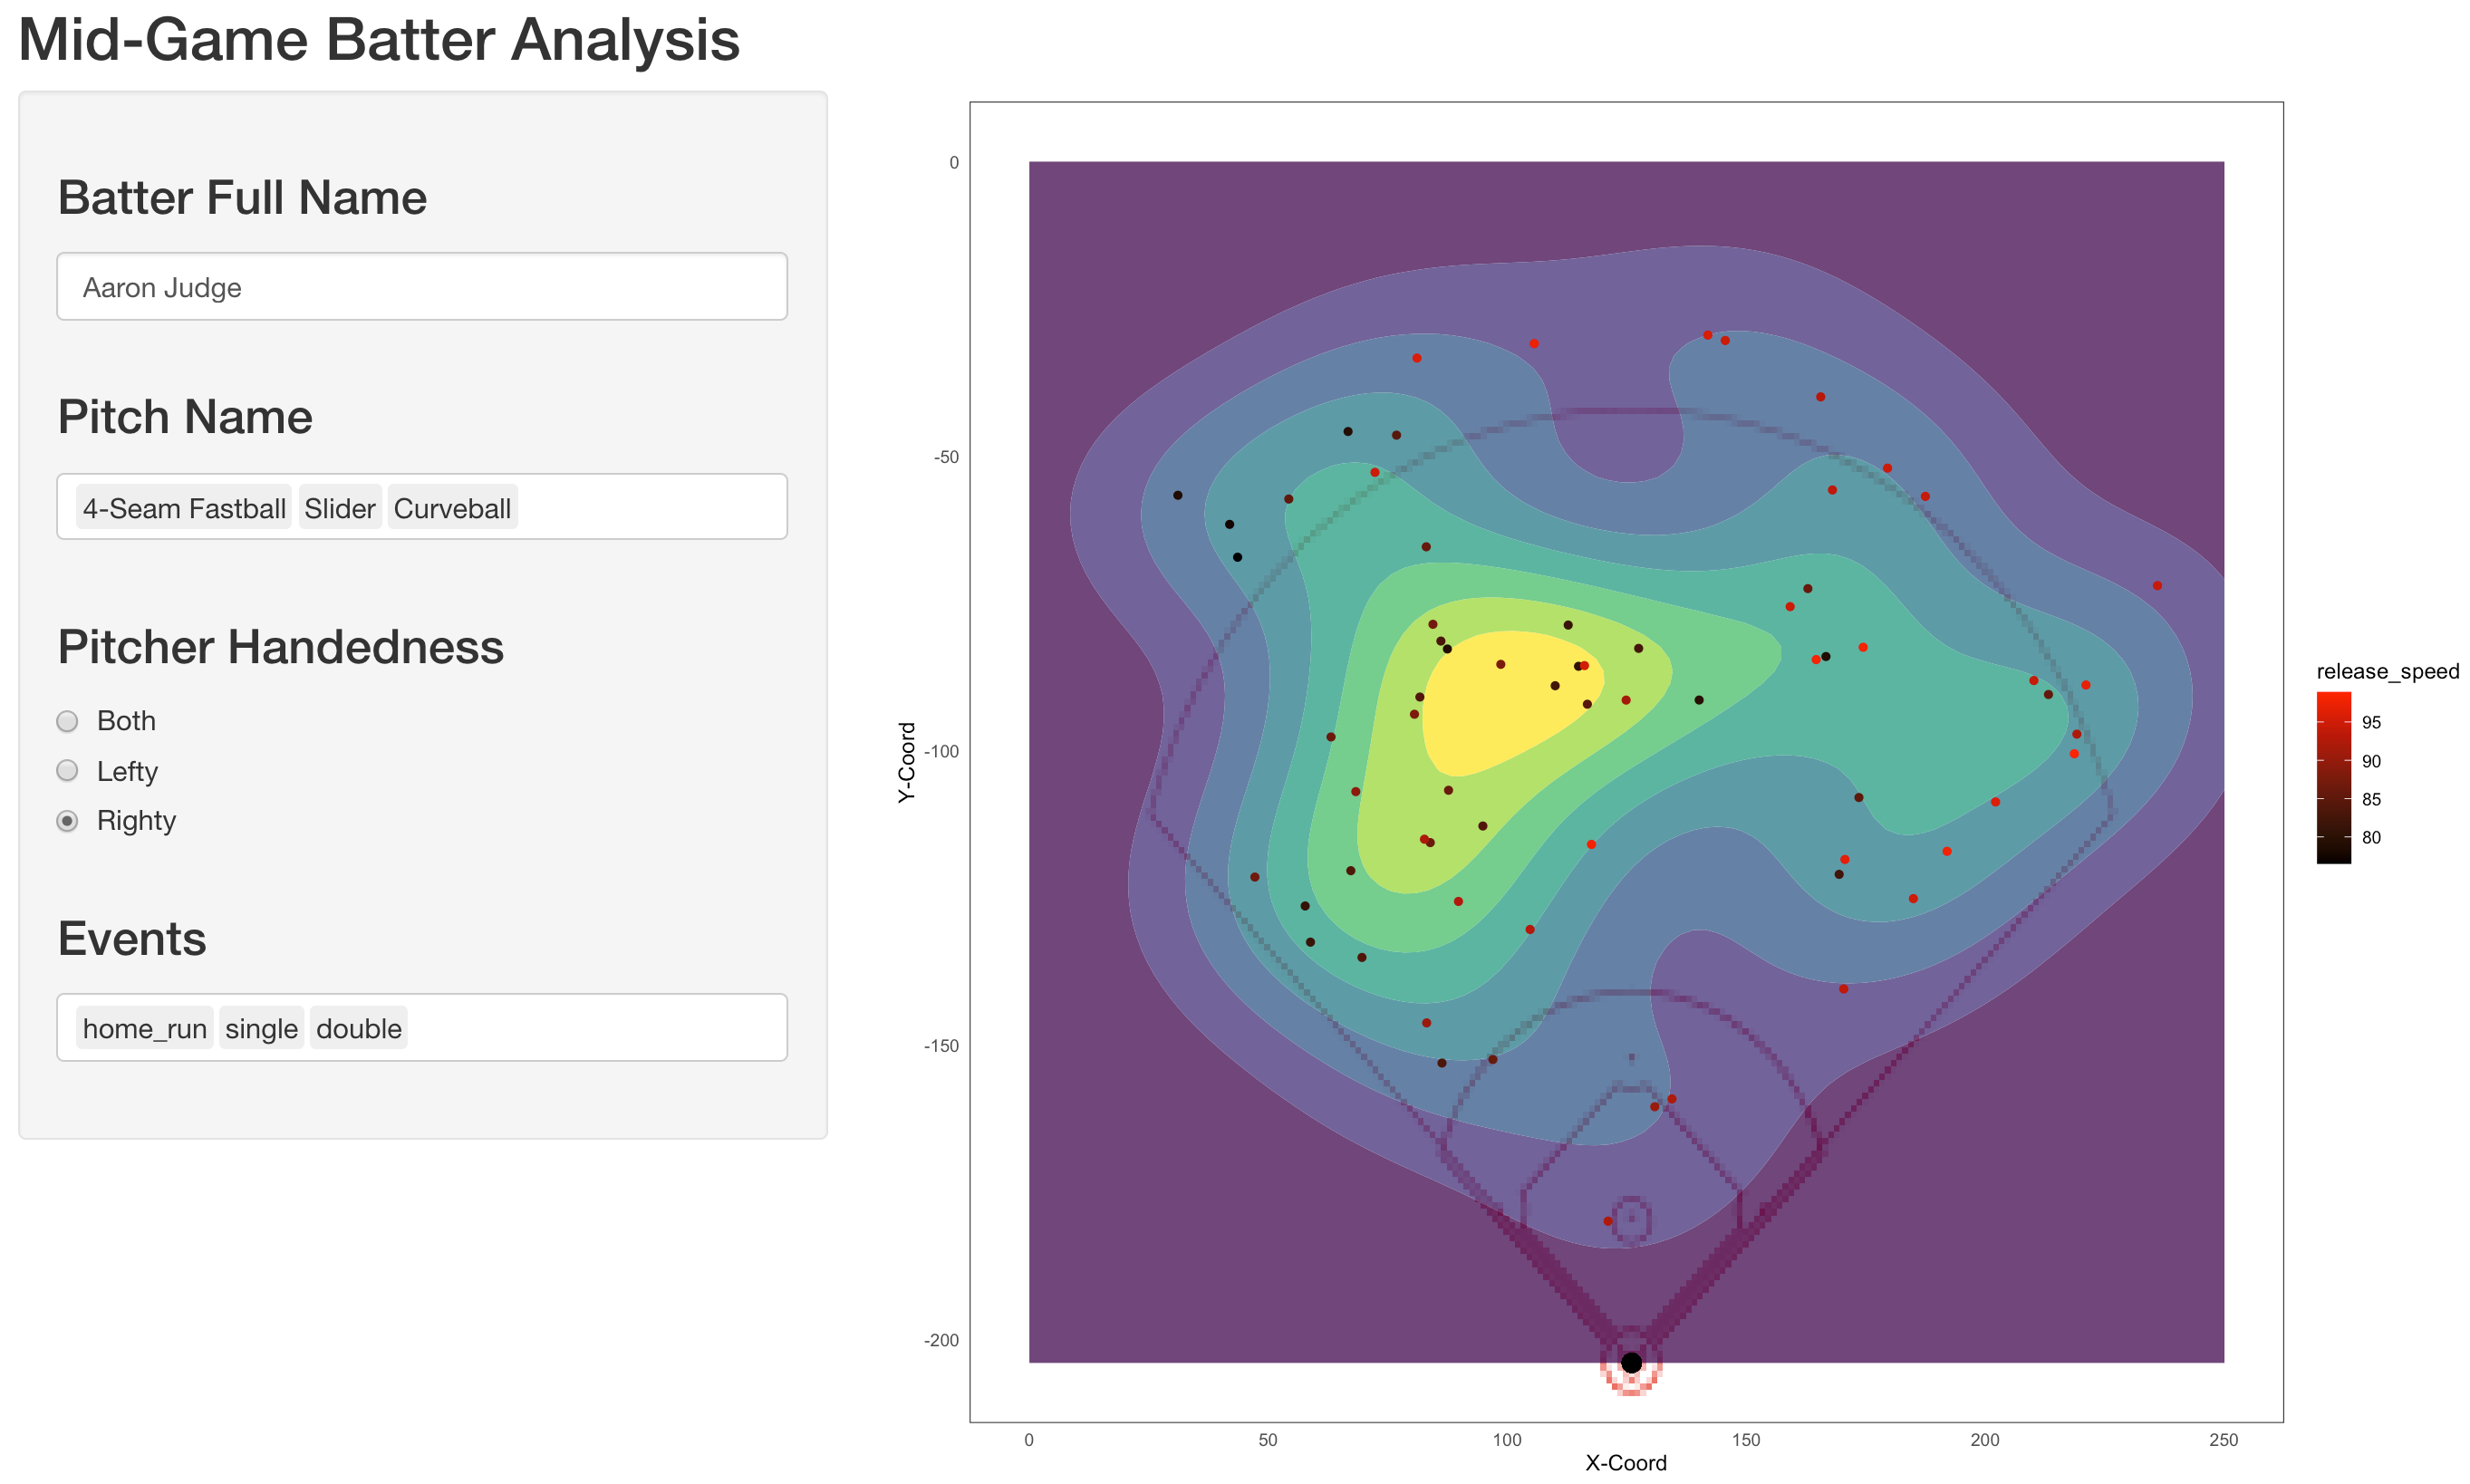 Mid-Game Batter Analysis
Batter Full Name
Aaron Judge
Pitch Name
4-Seam Fastball Slider Curveball
Pitcher Handedness
Both
Lefty
Righty
Events
home_run single double
0
-50
-100
-150
-200
Y-Coord
0 50 100 150 200 250
X-Coord
release_speed
95
90
85
80